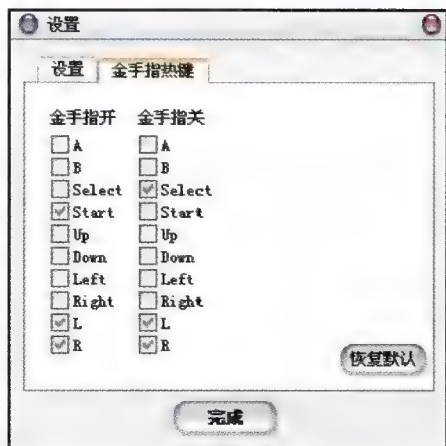 设置
设置 金手指热键
金手指开 金手指关
A A
B B
Select Select
Start Start
Up Up
Down Down
Left Left
Right Right
L L
R R
恢复默认
完成